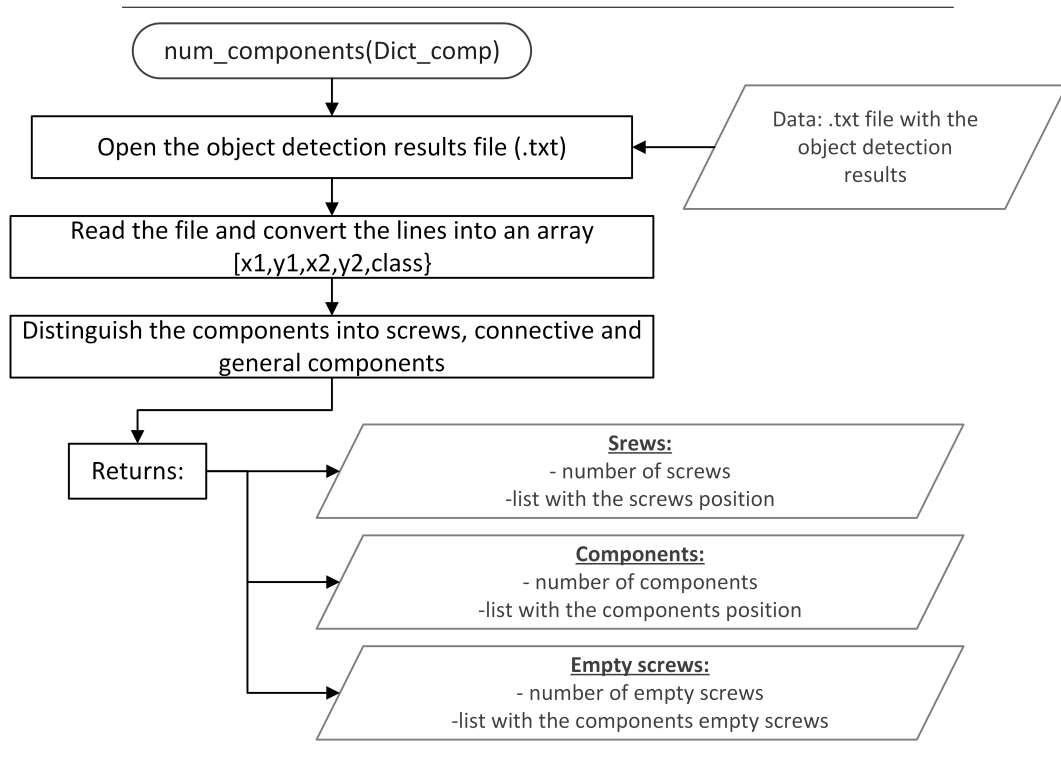 num_components(Dict_comp)
Open the object detection results file (.txt)
Data: .txt file with the
object detection
results
Read the file and convert the lines into an array
[x1,y1,x2,y2,class}
Distinguish the components into screws, connective and
general components
Returns:
Srews:
- number of screws
-list with the screws position
Components:
- number of components
-list with the components position
Empty screws:
- number of empty screws
-list with the components empty screws